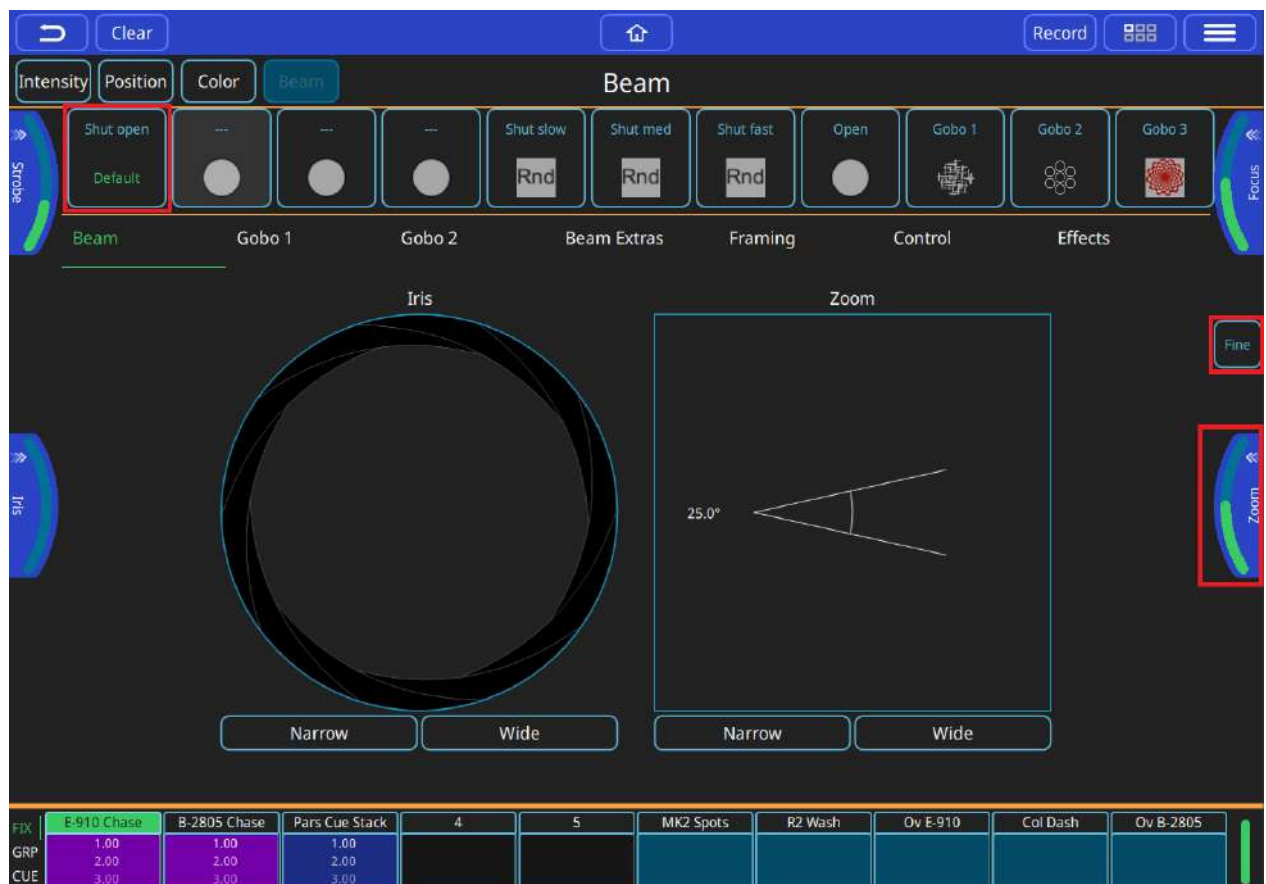 Clear
Record
Intensity Position Color Beam
Beam
Shut open --- --- --- Shut slow Shut med Shut fast Open Gobo 1 Gobo 2 Gobo 3
Default Rnd Rnd Rnd
Strobe
Focus
Beam Gobo 1 Gobo 2 Beam Extras Framing Control Effects
Iris Zoom
Fine
Iris
25.0°
Zoom
Narrow Wide Narrow Wide
FIX E-910 Chase B-2805 Chase Pars Cue Stack 4 5 MK2 Spots R2 Wash Ov E-910 Col Dash Ov B-2805
GRP 1.00 1.00 1.00
2.00 2.00 2.00
CUE 3.00 3.00 3.00